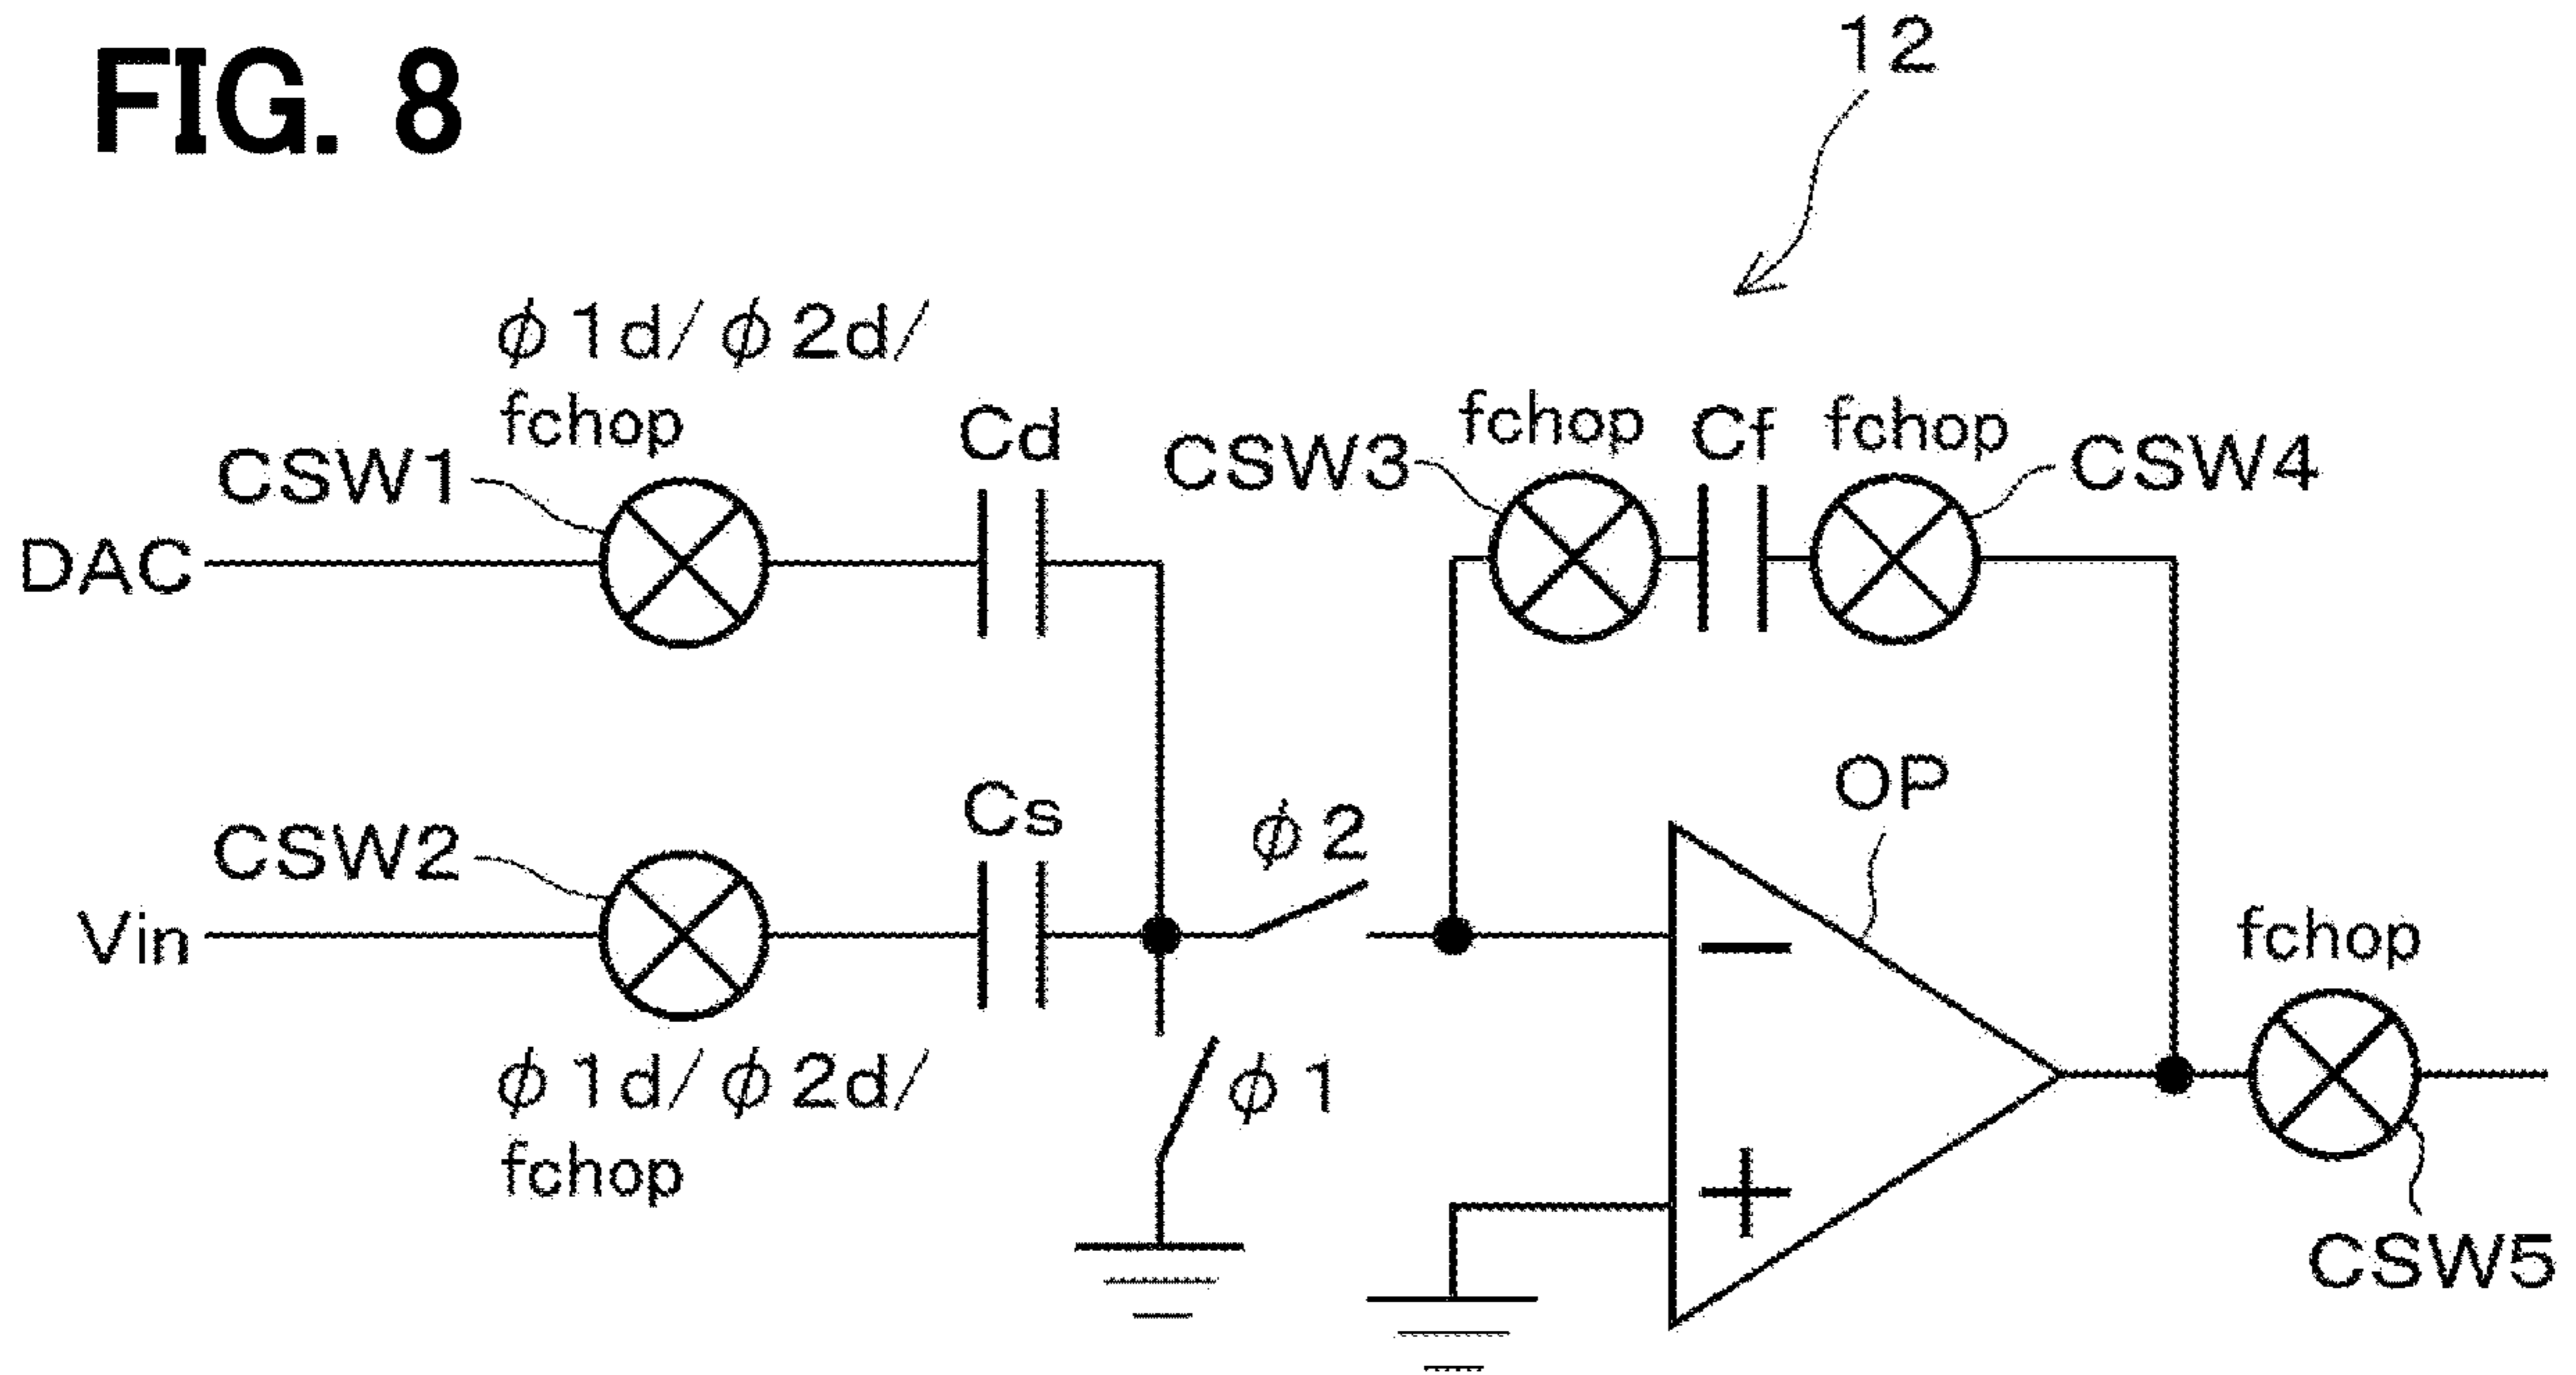 FIG. 8
12
ϕ1d/ϕ2d/
fchop
CSW1
DAC
Cd
CSW3
fchop
Cf
fchop
CSW4
CSW2
Vin
Cs
ϕ2
OP
ϕ1d/ϕ2d/
fchop
ϕ1
−
+
fchop
CSW5